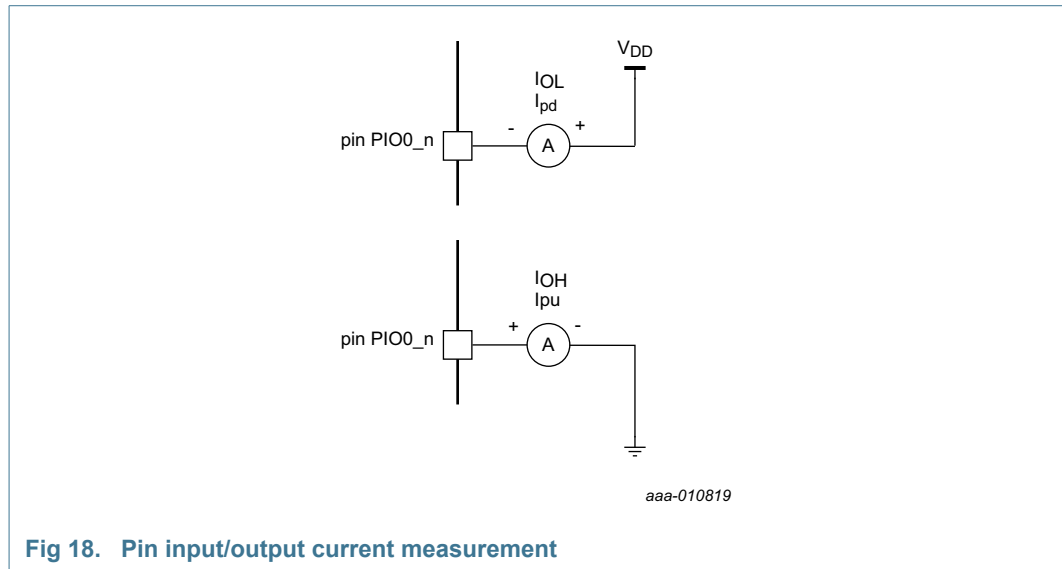 VDD
IOL
Ipd
- +
pin PIO0_n
A
IOH
Ipu
+ -
pin PIO0_n
A
aaa-010819
Fig 18. Pin input/output current measurement